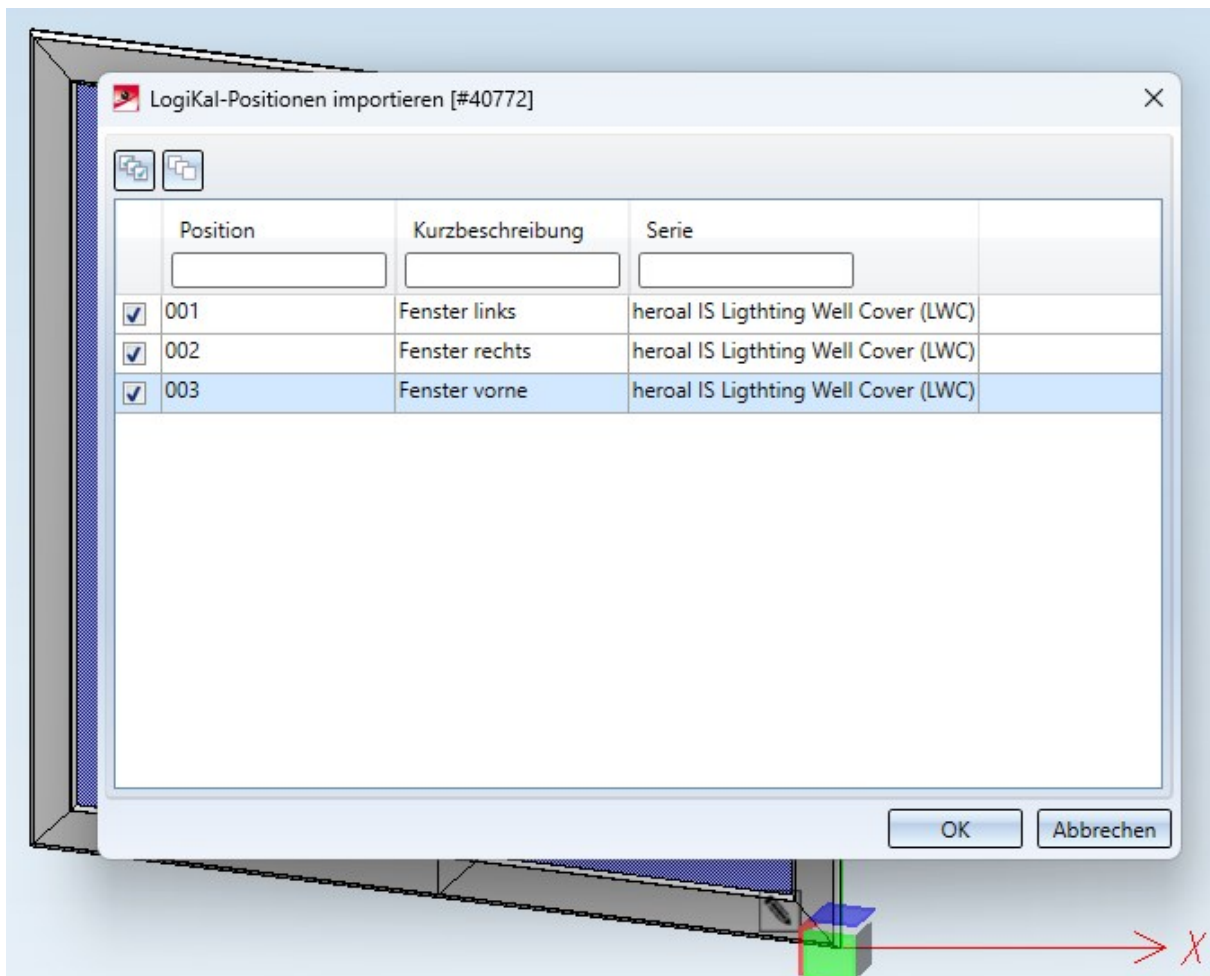 LogiKal-Positionen importieren [#40772]
Position Kurzbeschreibung Serie
001 Fenster links heroal IS Ligthting Well Cover (LWC)
002 Fenster rechts heroal IS Ligthting Well Cover (LWC)
003 Fenster vorne heroal IS Ligthting Well Cover (LWC)
OK Abbrechen
X